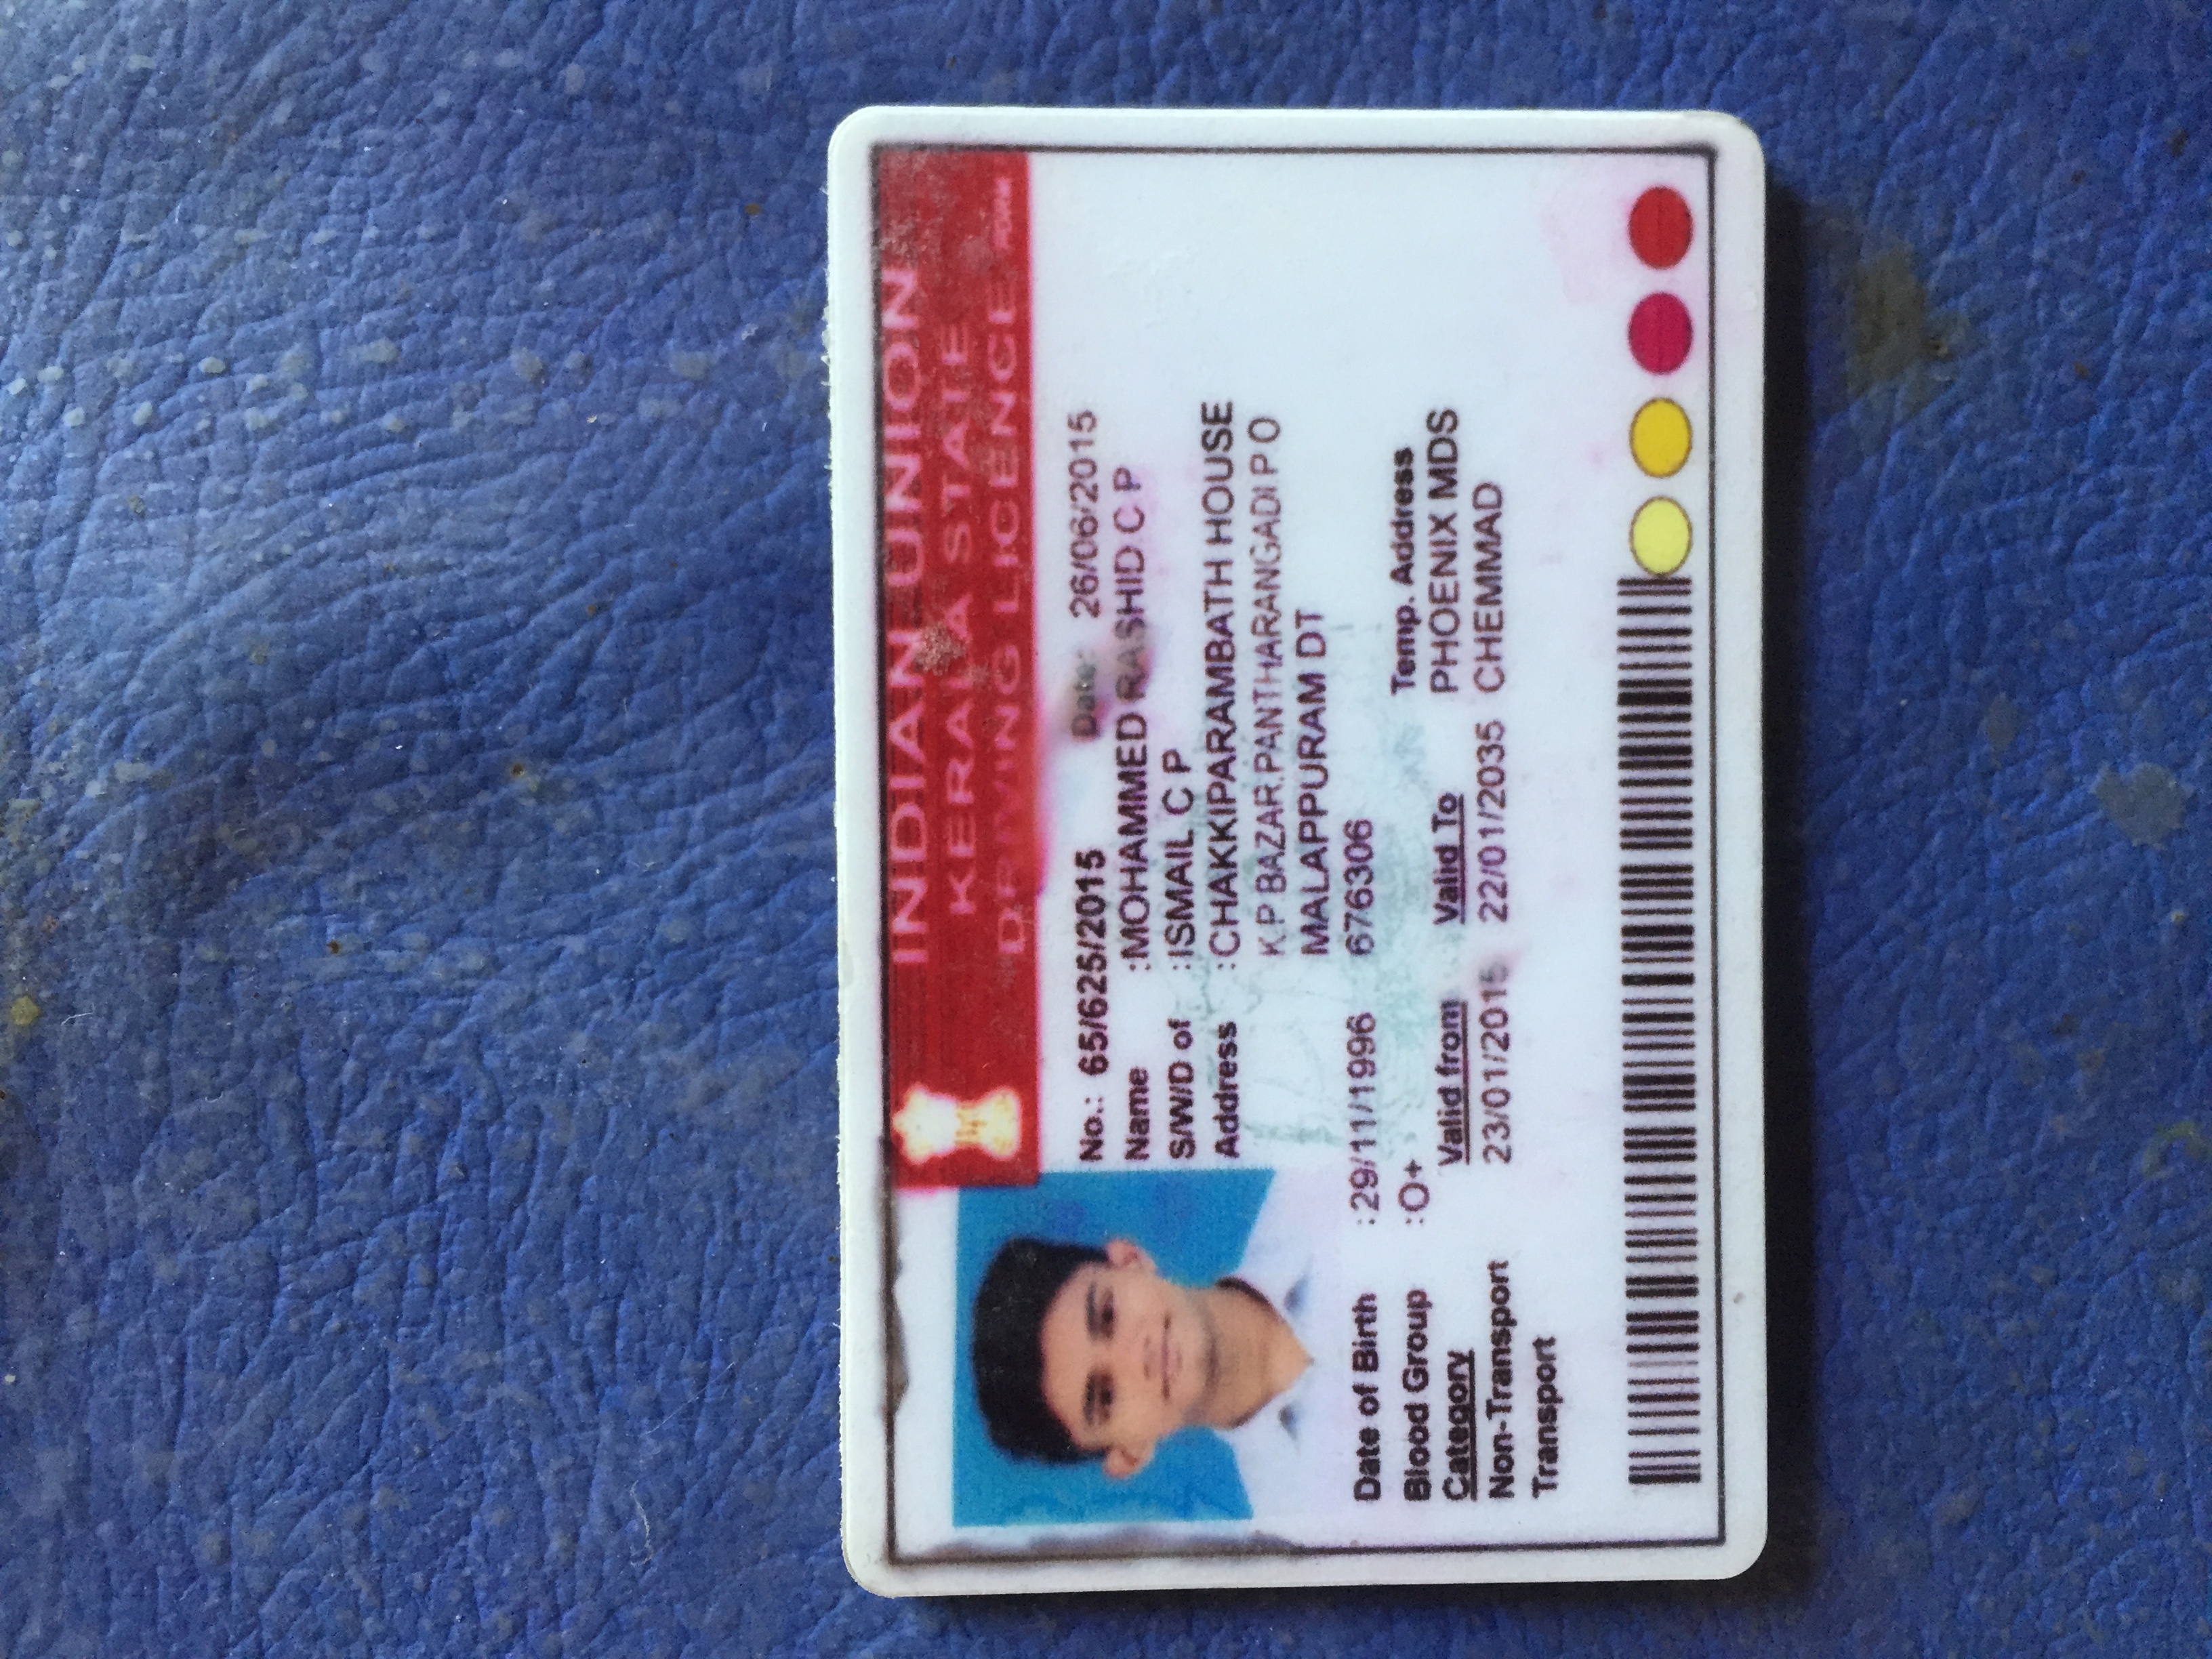 INDIAN UNION
KERALA STATE
DRIVING LICENCE FORM
No.: 65/625/2015 Date: 26/06/2015
Name :MOHAMMED RASHID C P
S/W/D of :ISMAIL C P
Address :CHAKKIPARAMBATH HOUSE
K.P BAZAR.PANTHARANGADI P O
MALAPPURAM DT
Date of Birth :29/11/1996 676306
Blood Group :O+ Temp. Address
Category Valid from Valid To PHOENIX MDS
Non-Transport 23/01/2015 22/01/2035 CHEMMAD
Transport